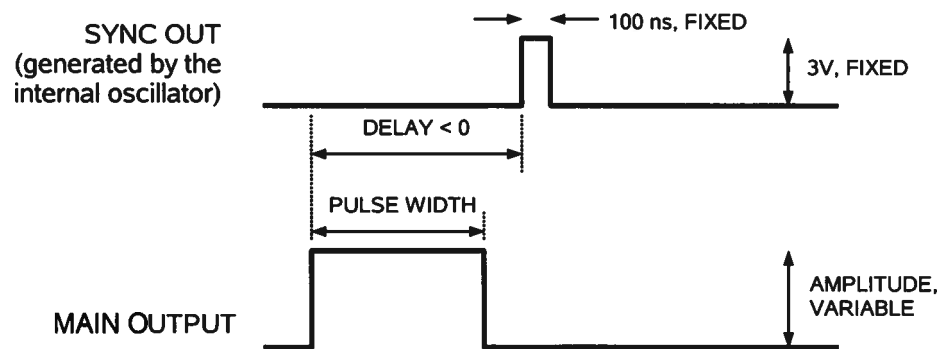 100 ns, FIXED
SYNC OUT
(generated by the
internal oscillator)
3V, FIXED
DELAY < 0
PULSE WIDTH
AMPLITUDE,
VARIABLE
MAIN OUTPUT